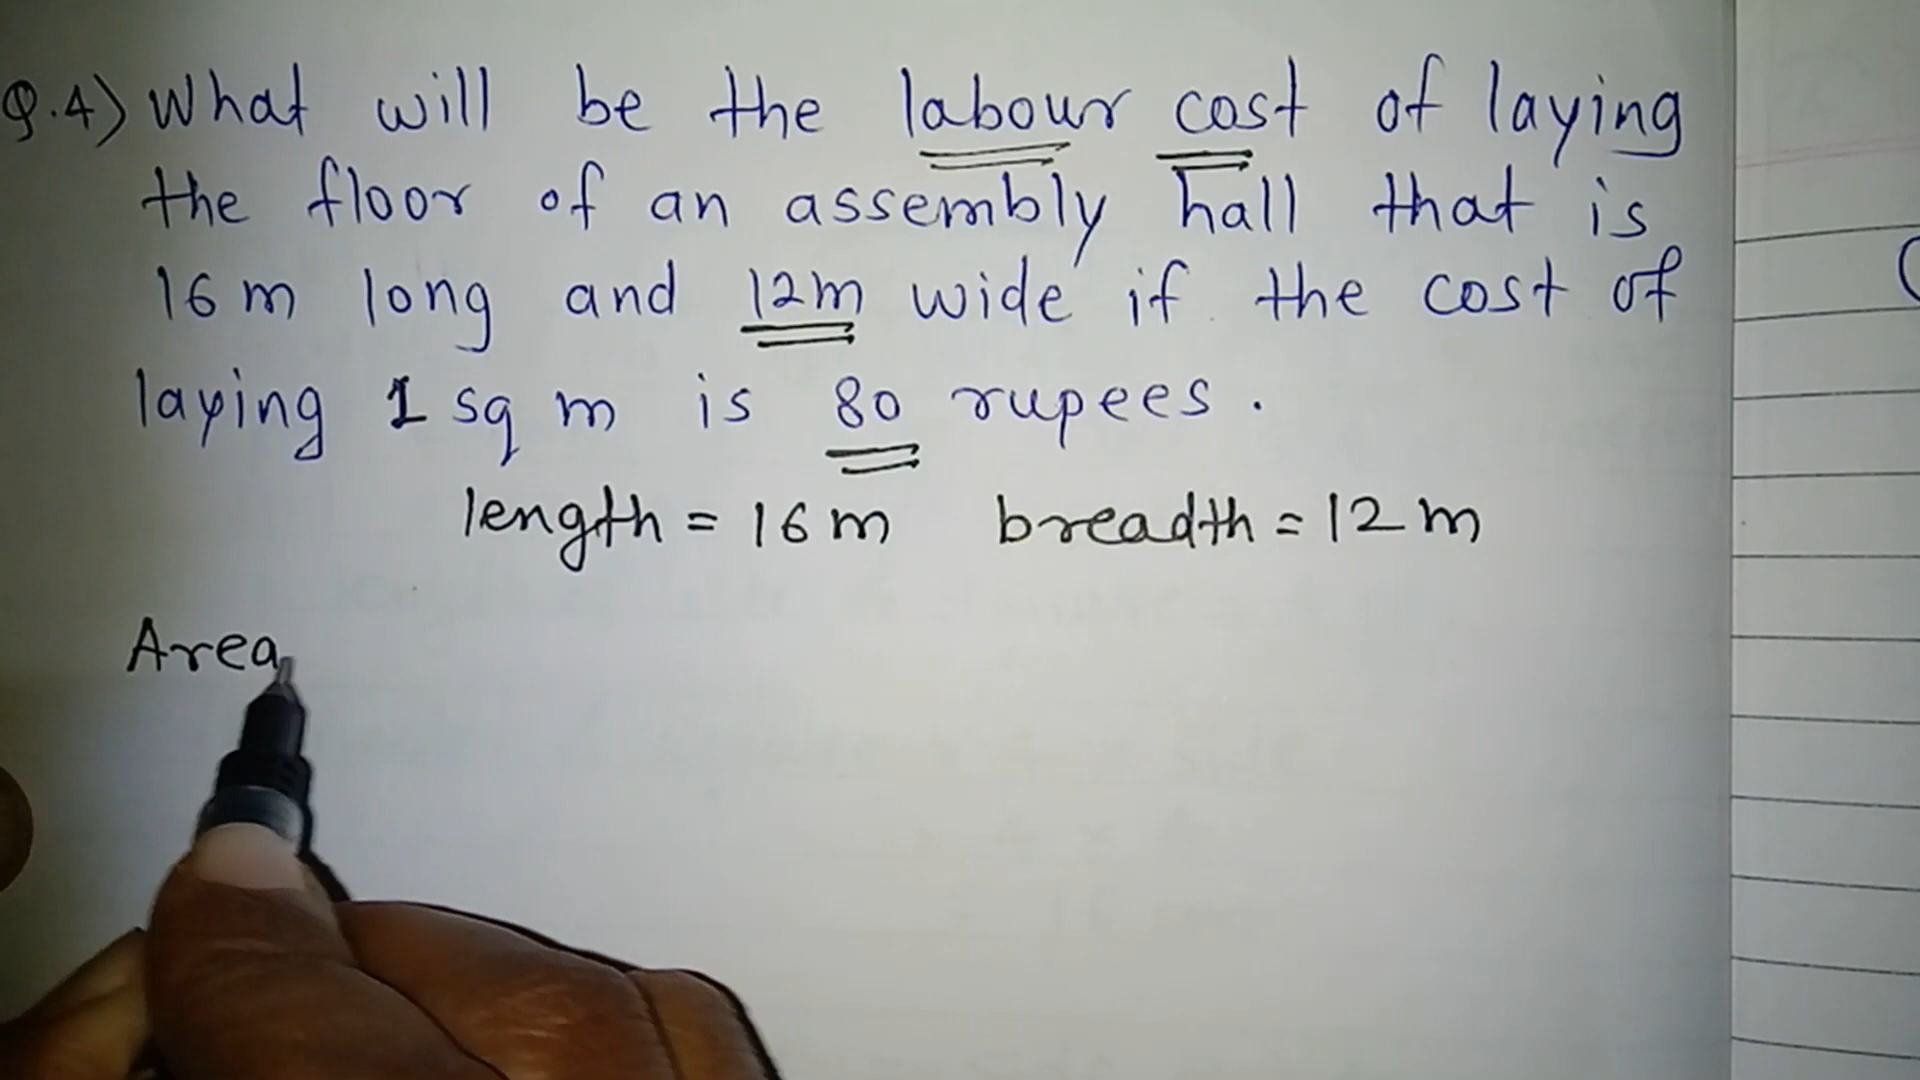 Q.4) What will be the labour cost of laying
the floor of an assembly hall that is
16 m long and 12m wide if the cost of
laying 1 sq m is 80 rupees.
length = 16 m breadth = 12 m
Area